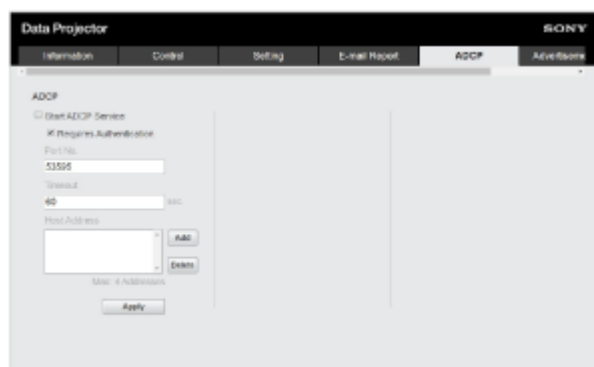 Data Projector
SONY
Information Control Setting E-mail Report ADCP Advertiseme
ADCP
Start ADCP Service
Requires Authentication
Port No.
53595
Timeout
60 sec.
Host Address
Add
Delete
Max: 4 Addresses
Apply